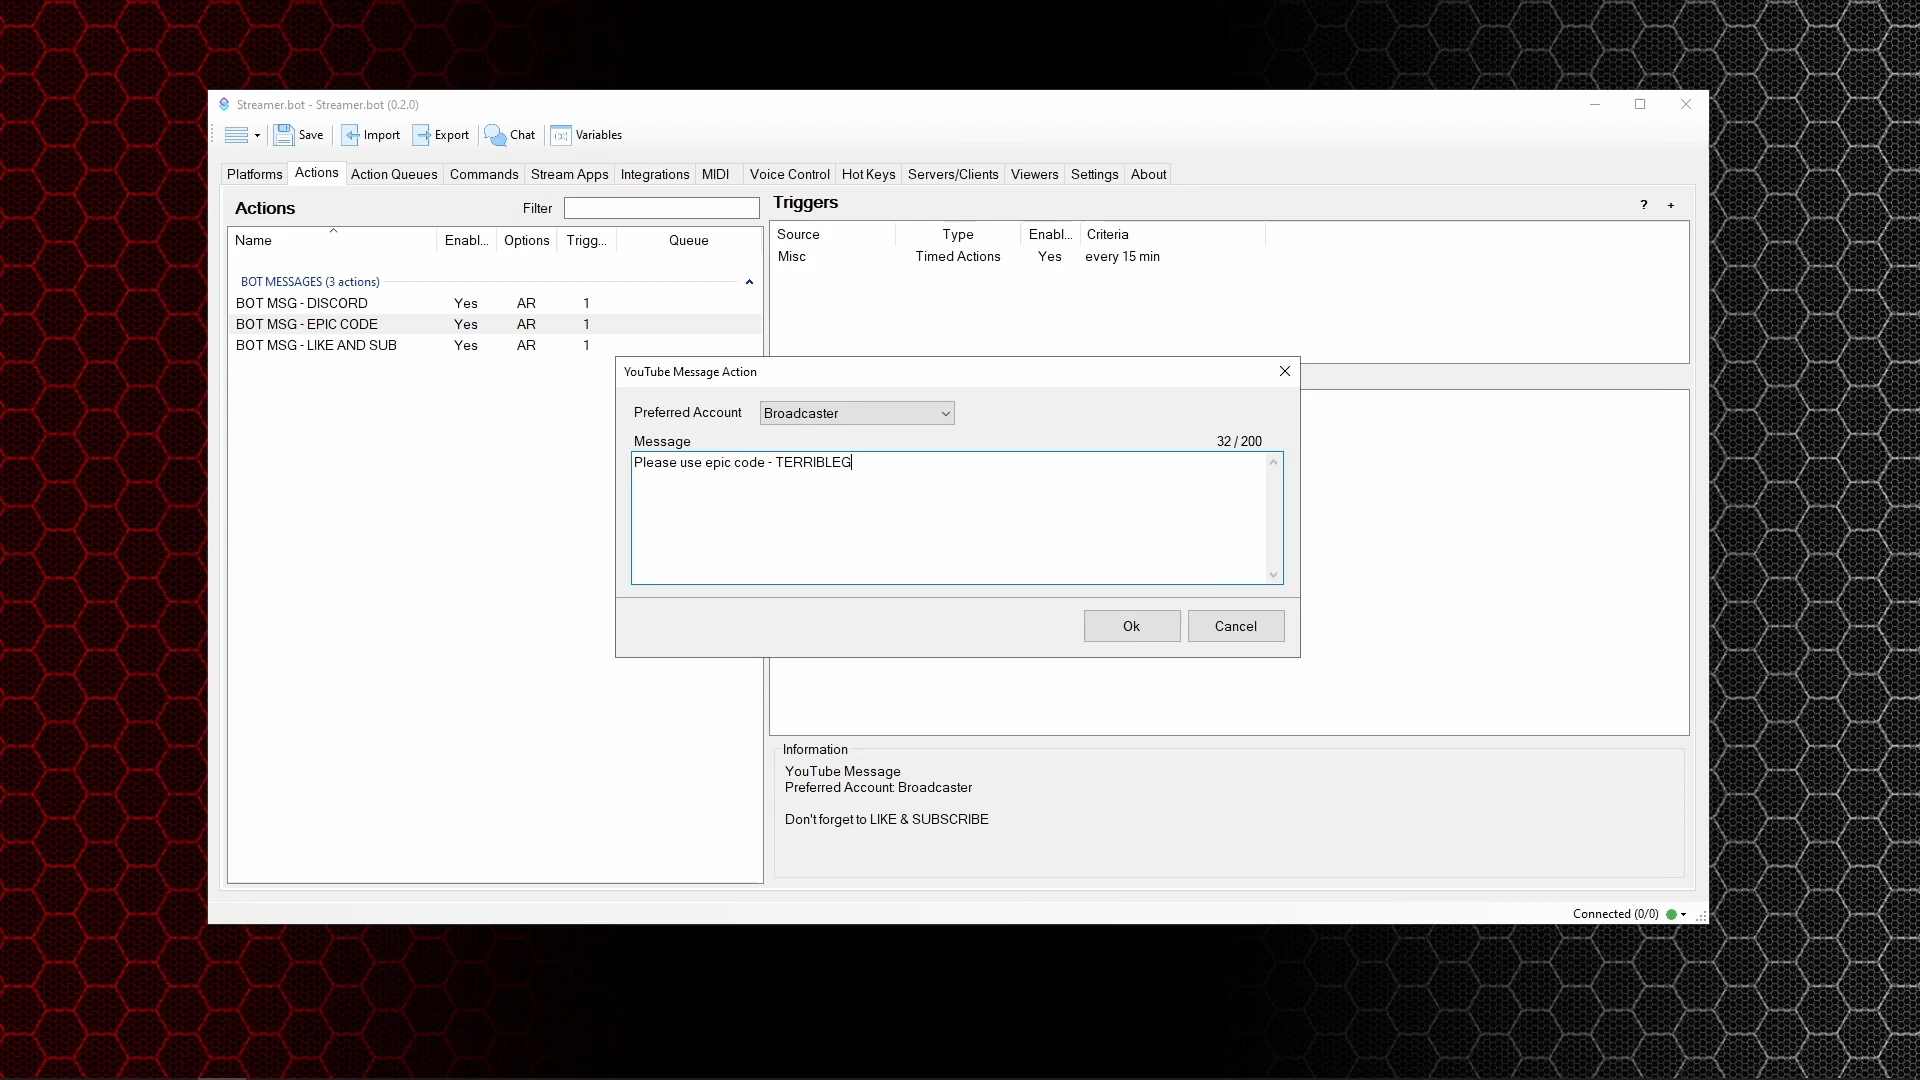 Streamer.bot - Streamer.bot (0.2.0)
Save Import Export Chat Variables
Platforms Actions Action Queues Commands Stream Apps Integrations MIDI Voice Control Hot Keys Servers/Clients Viewers Settings About
Actions Filter
Name Enabl... Options Trigg... Queue
BOT MESSAGES (3 actions)
BOT MSG - DISCORD Yes AR 1
BOT MSG - EPIC CODE Yes AR 1
BOT MSG - LIKE AND SUB Yes AR 1
Triggers ? +
Source Type Enabl... Criteria
Misc Timed Actions Yes every 15 min
YouTube Message Action
Preferred Account Broadcaster
Message 32 / 200
Please use epic code - TERRIBLEG
Ok Cancel
Information
YouTube Message
Preferred Account: Broadcaster
Don't forget to LIKE & SUBSCRIBE
Connected (0/0)